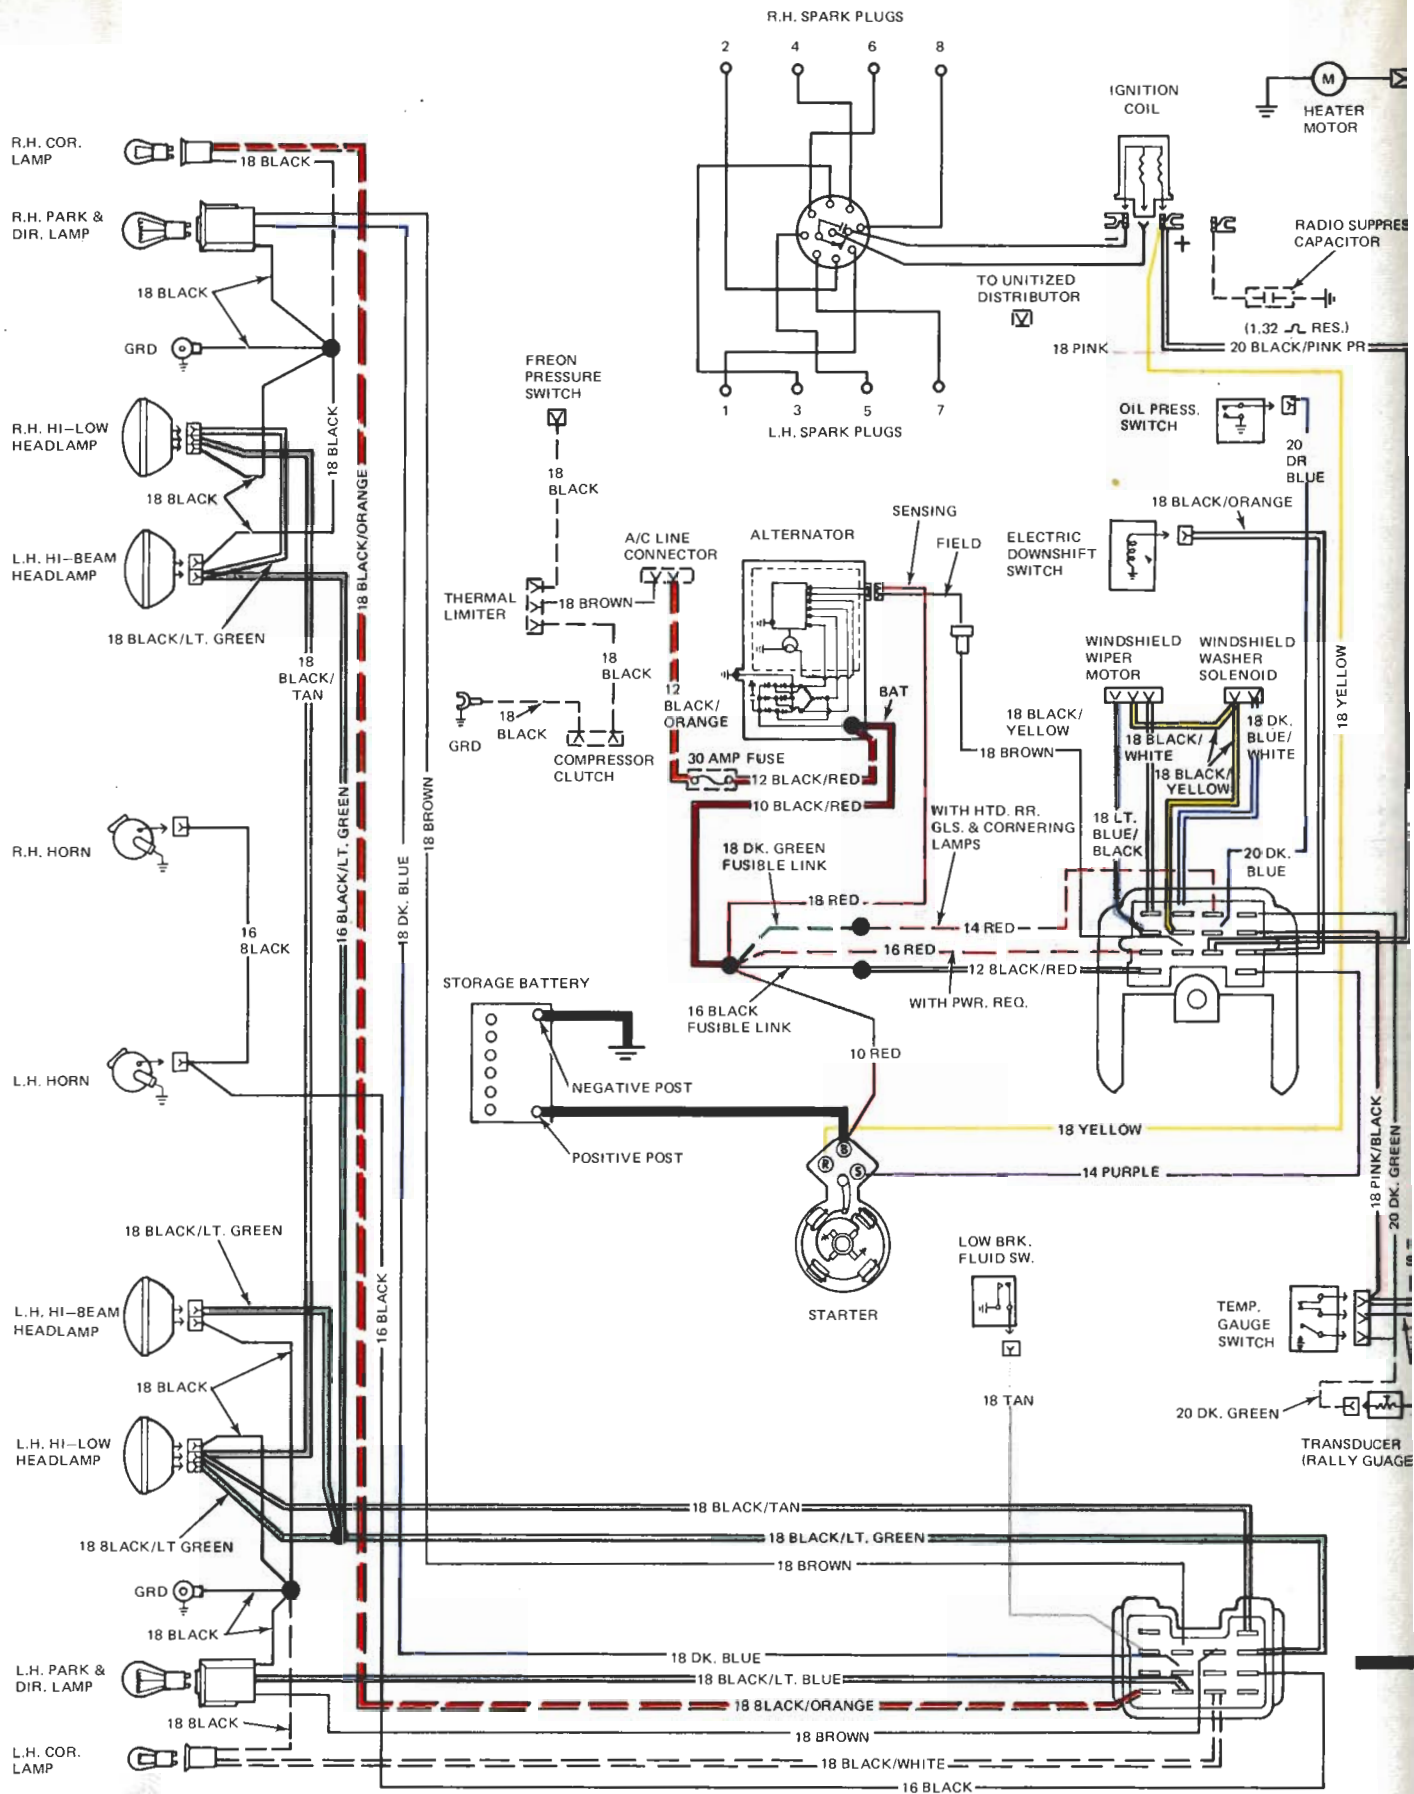 R.H. SPARK PLUGS
2 4 6 8
IGNITION
COIL
M
HEATER
MOTOR
R.H. COR.
LAMP
18 BLACK
R.H. PARK &
DIR. LAMP
RADIO SUPPRES
CAPACITOR
− +
TO UNITIZED
DISTRIBUTOR
18 BLACK
(1.32 Ω RES.)
20 BLACK/PINK PR
18 PINK
GRD
FREON
PRESSURE
SWITCH
1 3 5 7
L.H. SPARK PLUGS
OIL PRESS.
SWITCH
20
DR
BLUE
R.H. HI–LOW
HEADLAMP
18 BLACK
18 BLACK
18 BLACK/ORANGE
18
BLACK
18 BLACK/ORANGE
SENSING
A/C LINE
CONNECTOR
ALTERNATOR
FIELD
ELECTRIC
DOWNSHIFT
SWITCH
L.H. HI–BEAM
HEADLAMP
THERMAL
LIMITER
18 BROWN
18 BLACK/LT. GREEN
18
BLACK/
TAN
18
BLACK
WINDSHIELD
WIPER
MOTOR
WINDSHIELD
WASHER
SOLENOID
18 YELLOW
12
BLACK/
ORANGE
BAT
18
BLACK
GRD
18 BLACK/
YELLOW
18 BROWN
18 BLACK/
WHITE
18 DK.
BLUE/
WHITE
COMPRESSOR
CLUTCH
30 AMP FUSE
12 BLACK/RED
18 BLACK/
YELLOW
10 BLACK/RED
WITH HTD. RR.
GLS. & CORNERING
LAMPS
18 LT.
BLUE/
BLACK
20 DK.
BLUE
R.H. HORN
16 BLACK/LT. GREEN
18 DK. BLUE
18 BROWN
18 DK. GREEN
FUSIBLE LINK
18 RED
14 RED
16
BLACK
16 RED
12 BLACK/RED
STORAGE BATTERY
16 BLACK
FUSIBLE LINK
WITH PWR. REQ.
10 RED
L.H. HORN
NEGATIVE POST
POSITIVE POST
B
R
S
18 YELLOW
14 PURPLE
18 PINK/BLACK
20 DK. GREEN
18 BLACK/LT. GREEN
LOW BRK.
FLUID SW.
STARTER
L.H. HI–BEAM
HEADLAMP
16 BLACK
TEMP.
GAUGE
SWITCH
18 BLACK
18 TAN
20 DK. GREEN
L.H. HI–LOW
HEADLAMP
TRANSDUCER
(RALLY GUAGE
18 BLACK/TAN
18 BLACK/LT GREEN
18 BLACK/LT. GREEN
18 BROWN
GRD
18 BLACK
18 DK. BLUE
L.H. PARK &
DIR. LAMP
18 BLACK/LT. BLUE
18 BLACK/ORANGE
18 BLACK
18 BROWN
L.H. COR.
LAMP
18 BLACK/WHITE
16 BLACK